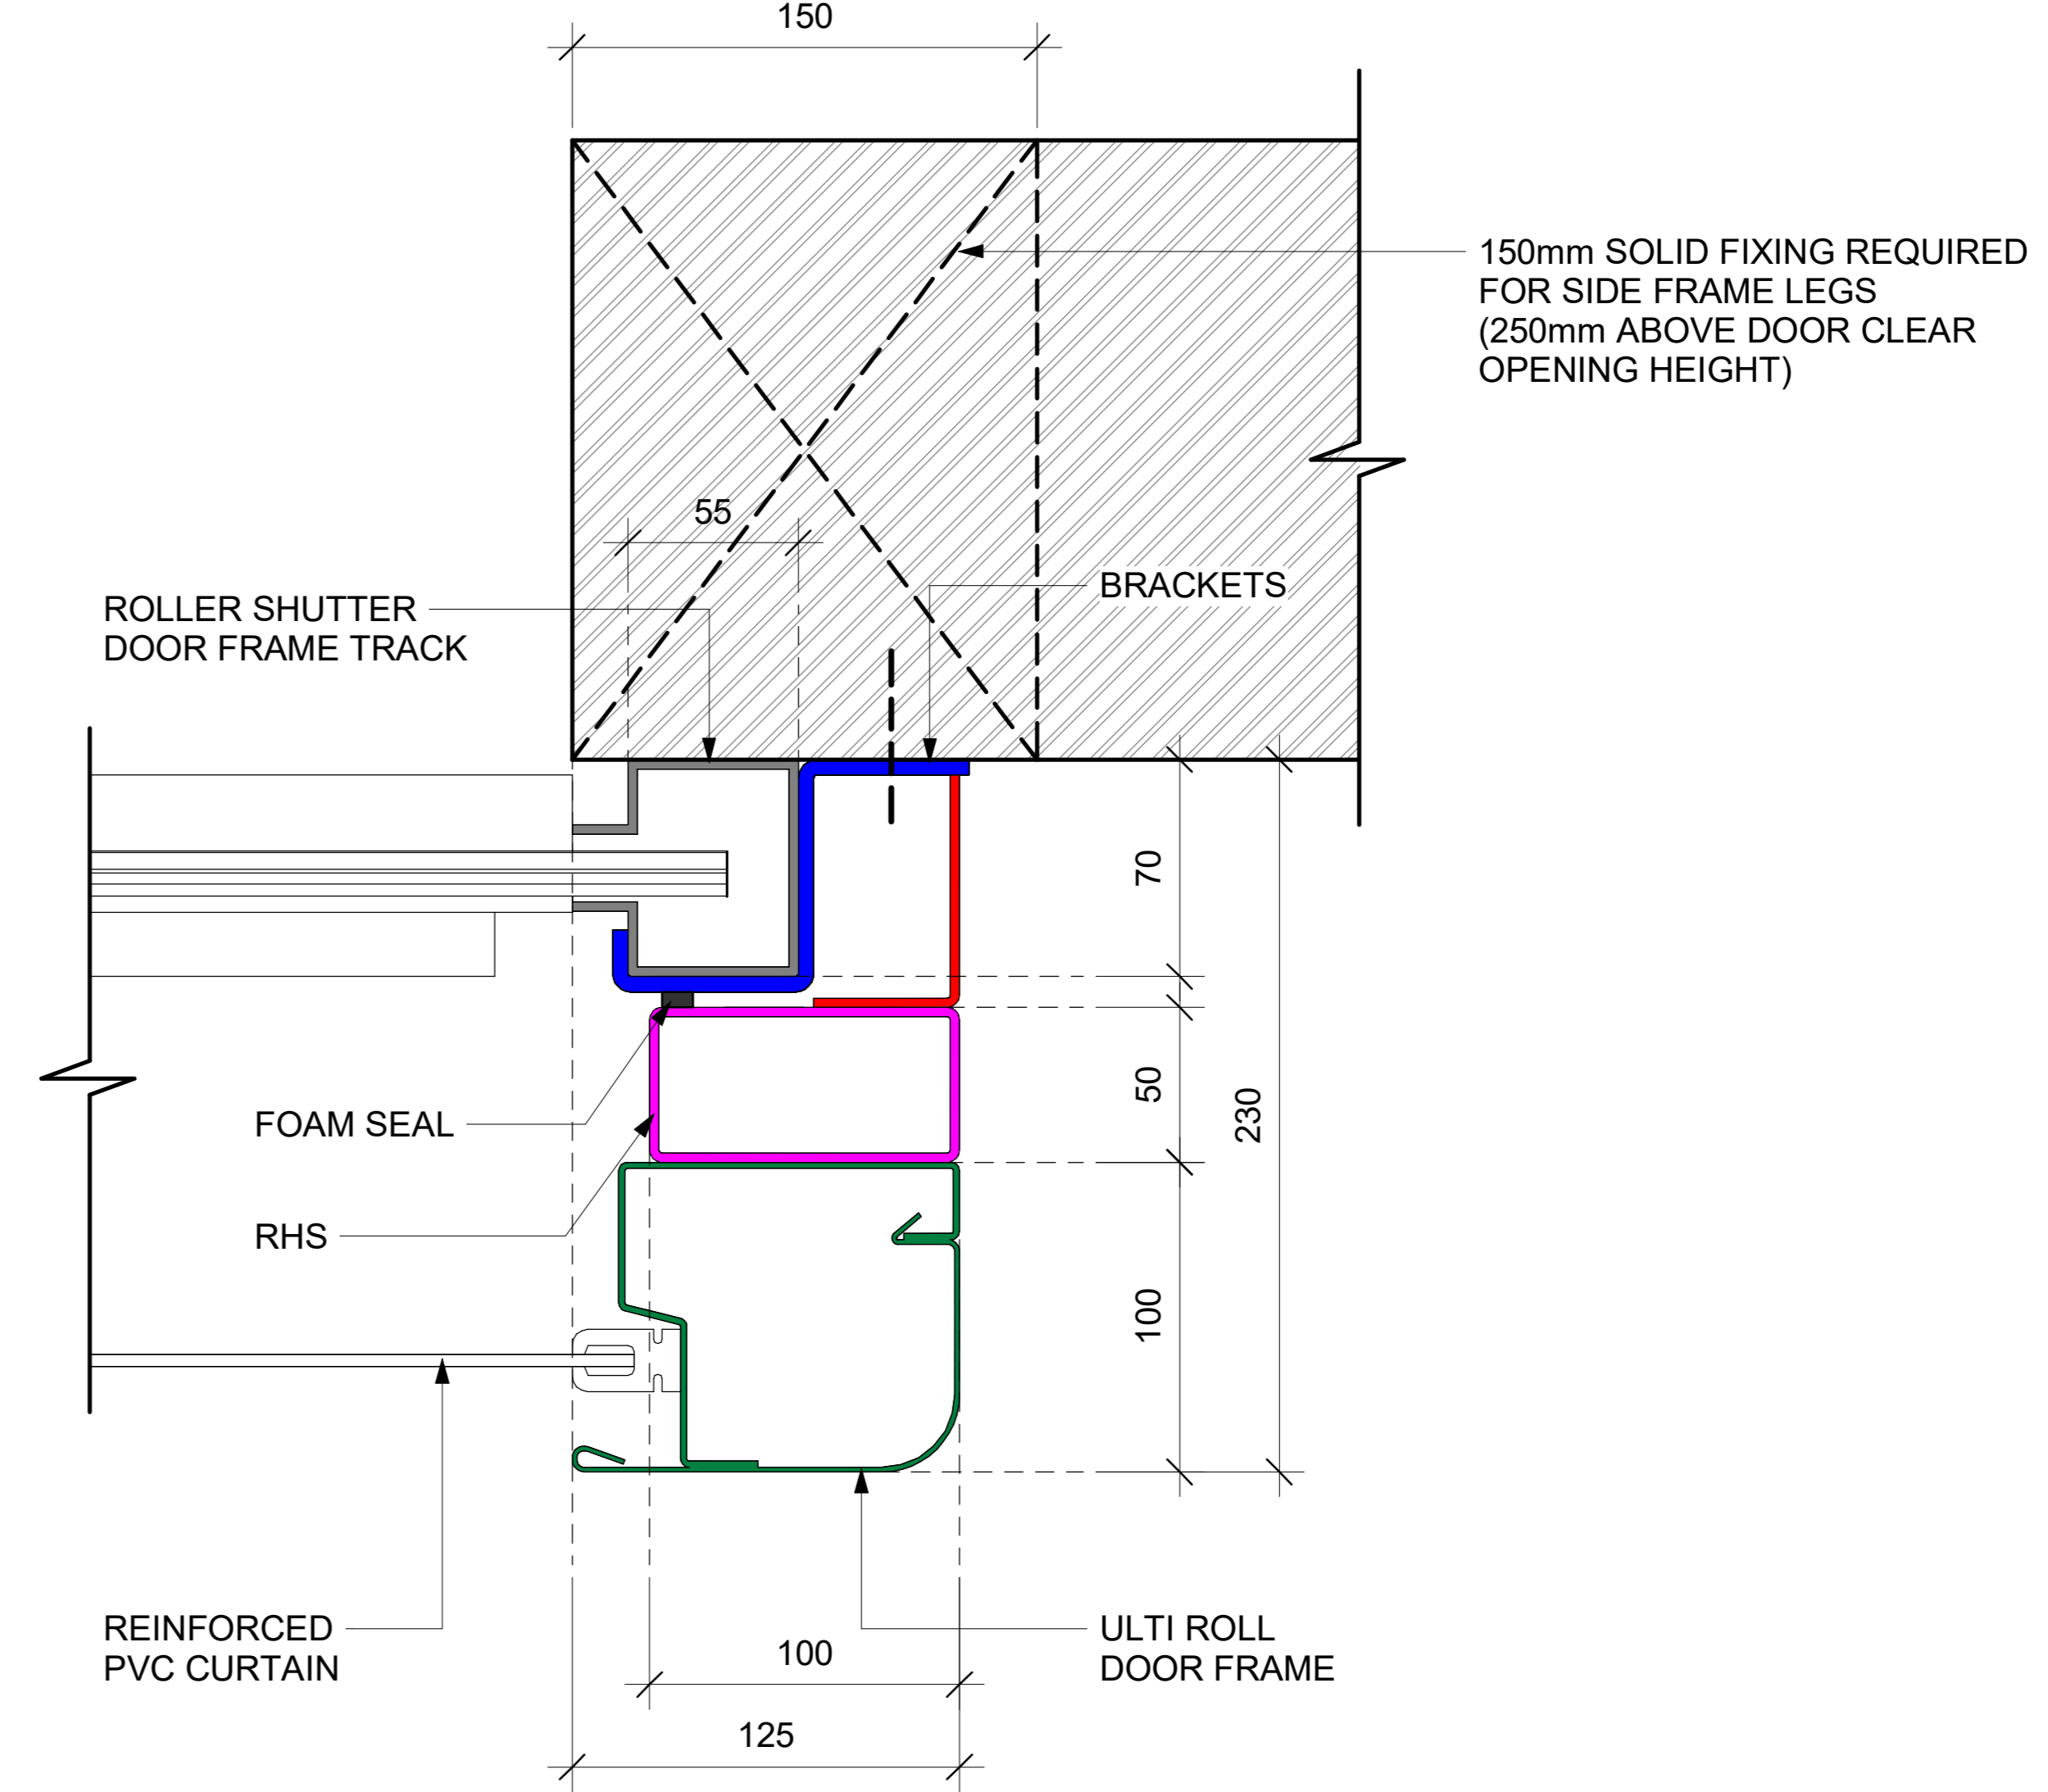 150
150mm SOLID FIXING REQUIRED
FOR SIDE FRAME LEGS
(250mm ABOVE DOOR CLEAR
OPENING HEIGHT)
55
BRACKETS
ROLLER SHUTTER
DOOR FRAME TRACK
70
50
230
FOAM SEAL
RHS
100
REINFORCED
PVC CURTAIN
ULTI ROLL
DOOR FRAME
100
125